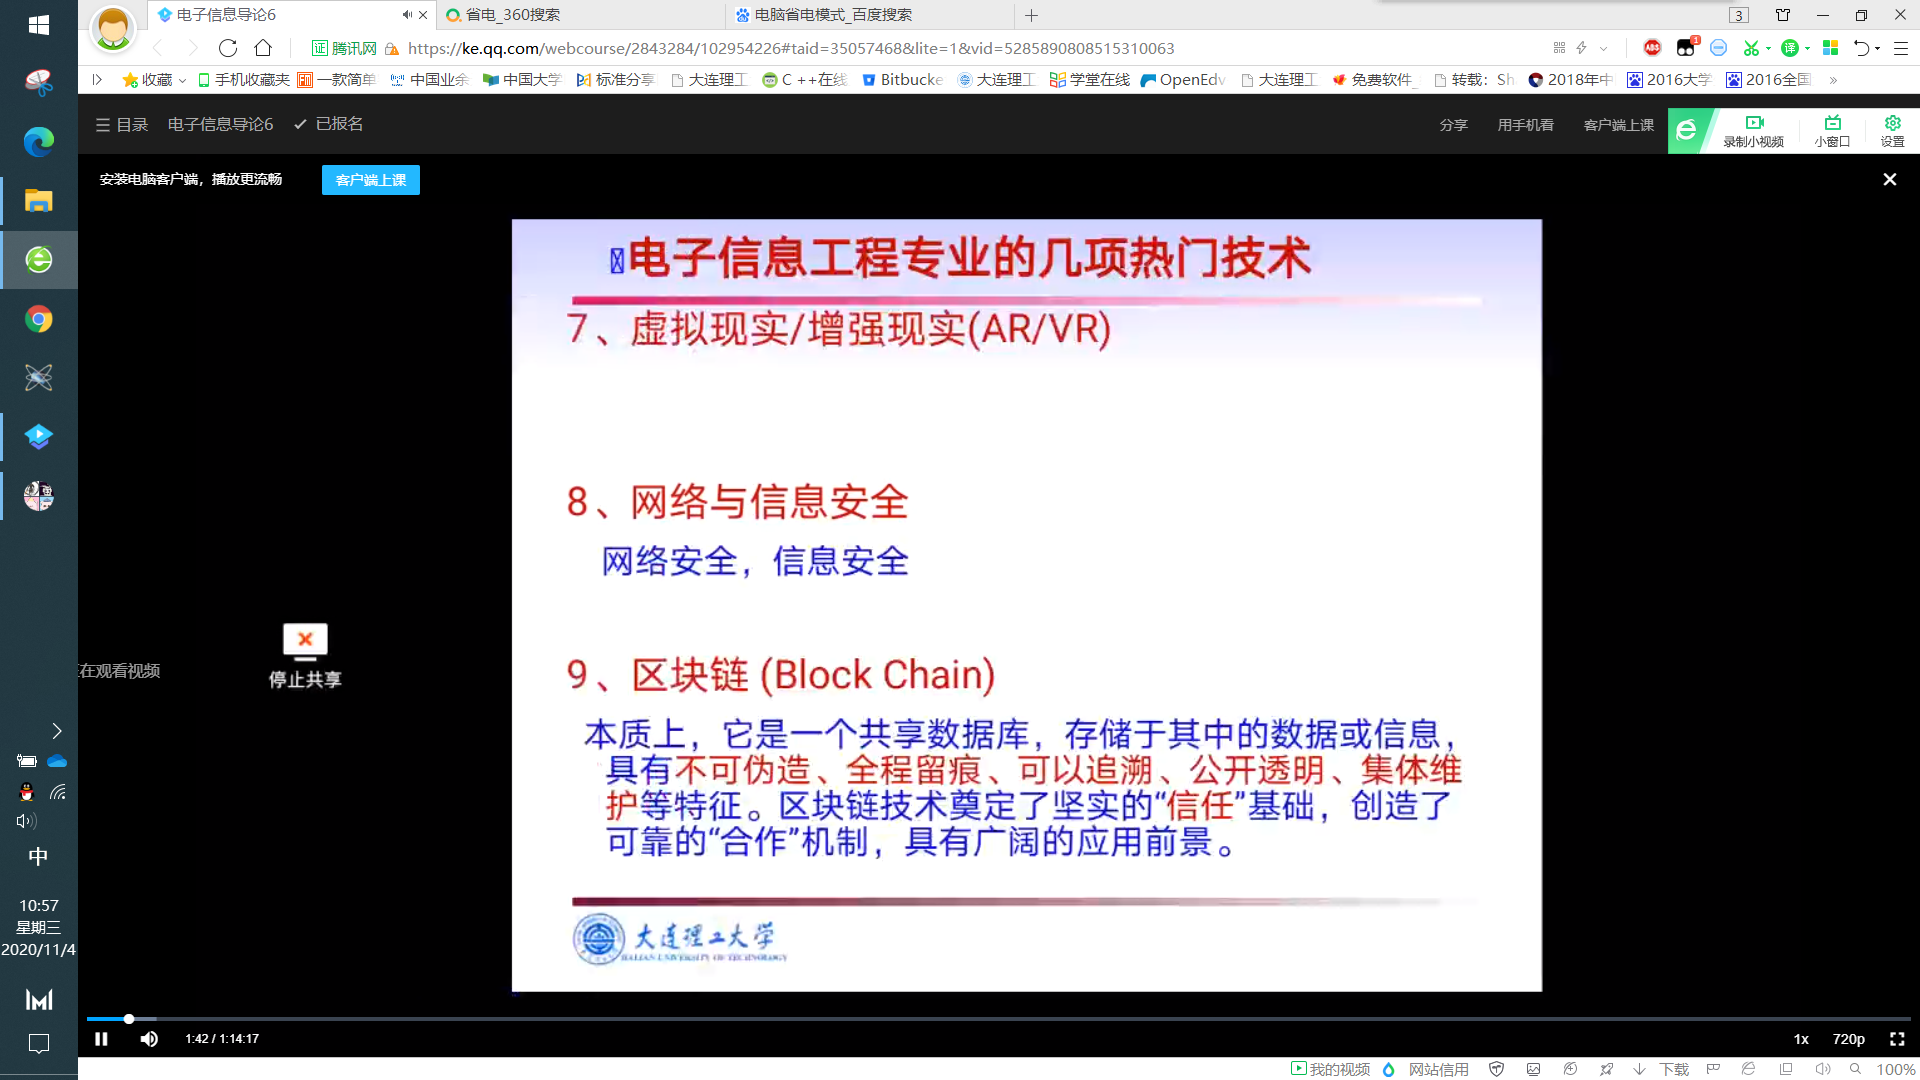 电子信息导论6
省电_360搜索
电脑省电模式_百度搜索
3
证 腾讯网
https://ke.qq.com/webcourse/2843284/102954226#taid=35057468&lite=1&vid=5285890808515310063
ABS
1
译
收藏
手机收藏夹
一款简单
中国业余
中国大学
标准分享
大连理工
C ++在线
Bitbucke
大连理工
学堂在线
OpenEdv
大连理工
免费软件_
转载：Sh
2018年中
2016大学
2016全国
目录
电子信息导论6
已报名
分享
用手机看
客户端上课
录制小视频
小窗口
设置
安装电脑客户端，播放更流畅
客户端上课
电子信息工程专业的几项热门技术
7、虚拟现实/增强现实(AR/VR)
8、网络与信息安全
网络安全，信息安全
9、区块链 (Block Chain)
本质上，它是一个共享数据库，存储于其中的数据或信息，
具有不可伪造、全程留痕、可以追溯、公开透明、集体维
护等特征。区块链技术奠定了坚实的“信任”基础，创造了
可靠的“合作”机制，具有广阔的应用前景。
大连理工大学
DALIAN UNIVERSITY OF TECHNOLOGY
在观看视频
停止共享
中
10:57
星期三
2020/11/4
1:42 / 1:14:17
1x
720p
我的视频
网站信用
下载
100%